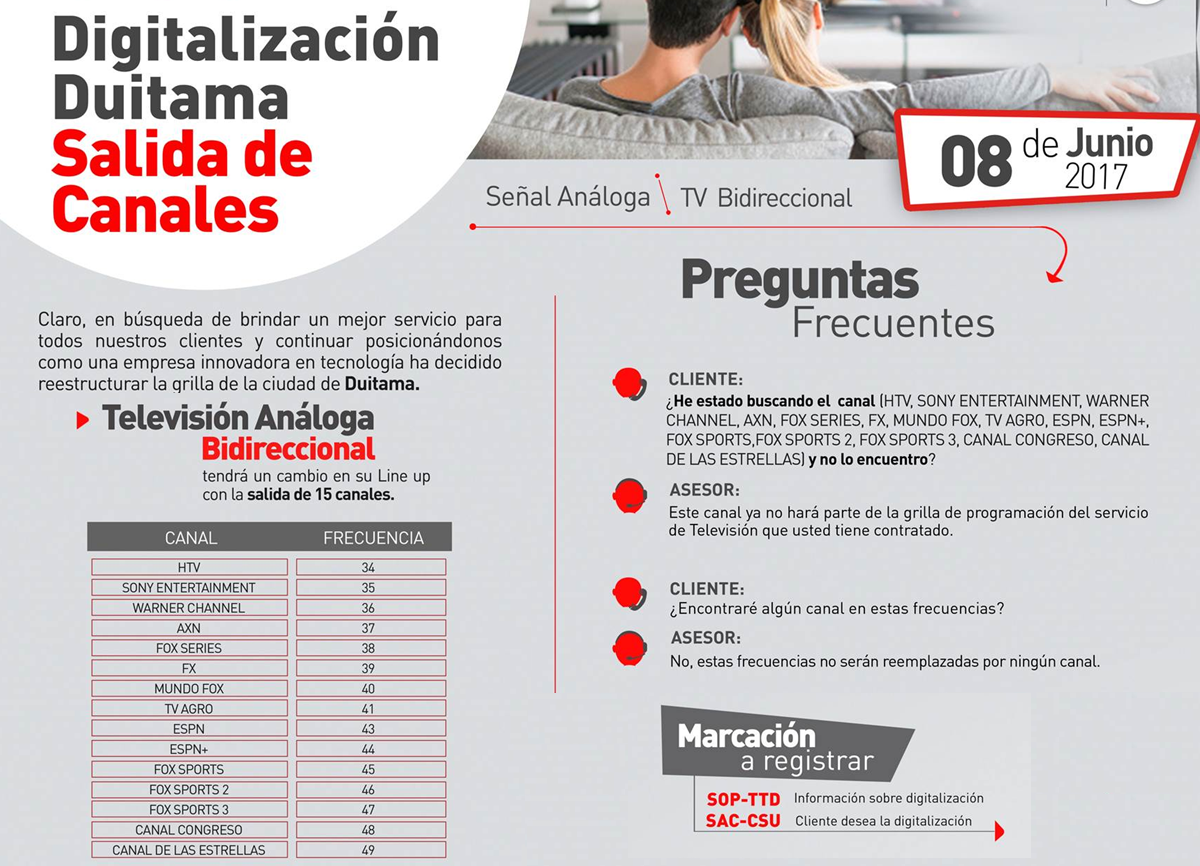 Digitalización
Duitama
Salida de
Canales
08 de Junio
2017
Señal Análoga \ TV Bidireccional
Claro, en búsqueda de brindar un mejor servicio para
todos nuestros clientes y continuar posicionándonos
como una empresa innovadora en tecnología ha decidido
reestructurar la grilla de la ciudad de Duitama.
Televisión Análoga
Bidireccional
tendrá un cambio en su Line up
con la salida de 15 canales.
CANAL FRECUENCIA
HTV 34
SONY ENTERTAINMENT 35
WARNER CHANNEL 36
AXN 37
FOX SERIES 38
FX 39
MUNDO FOX 40
TV AGRO 41
ESPN 43
ESPN+ 44
FOX SPORTS 45
FOX SPORTS 2 46
FOX SPORTS 3 47
CANAL CONGRESO 48
CANAL DE LAS ESTRELLAS 49
Preguntas
Frecuentes
CLIENTE:
¿He estado buscando el canal (HTV, SONY ENTERTAINMENT, WARNER
CHANNEL, AXN, FOX SERIES, FX, MUNDO FOX, TV AGRO, ESPN, ESPN+,
FOX SPORTS,FOX SPORTS 2, FOX SPORTS 3, CANAL CONGRESO, CANAL
DE LAS ESTRELLAS) y no lo encuentro?
ASESOR:
Este canal ya no hará parte de la grilla de programación del servicio
de Televisión que usted tiene contratado.
CLIENTE:
¿Encontraré algún canal en estas frecuencias?
ASESOR:
No, estas frecuencias no serán reemplazadas por ningún canal.
Marcación
a registrar
SOP-TTD Información sobre digitalización
SAC-CSU Cliente desea la digitalización